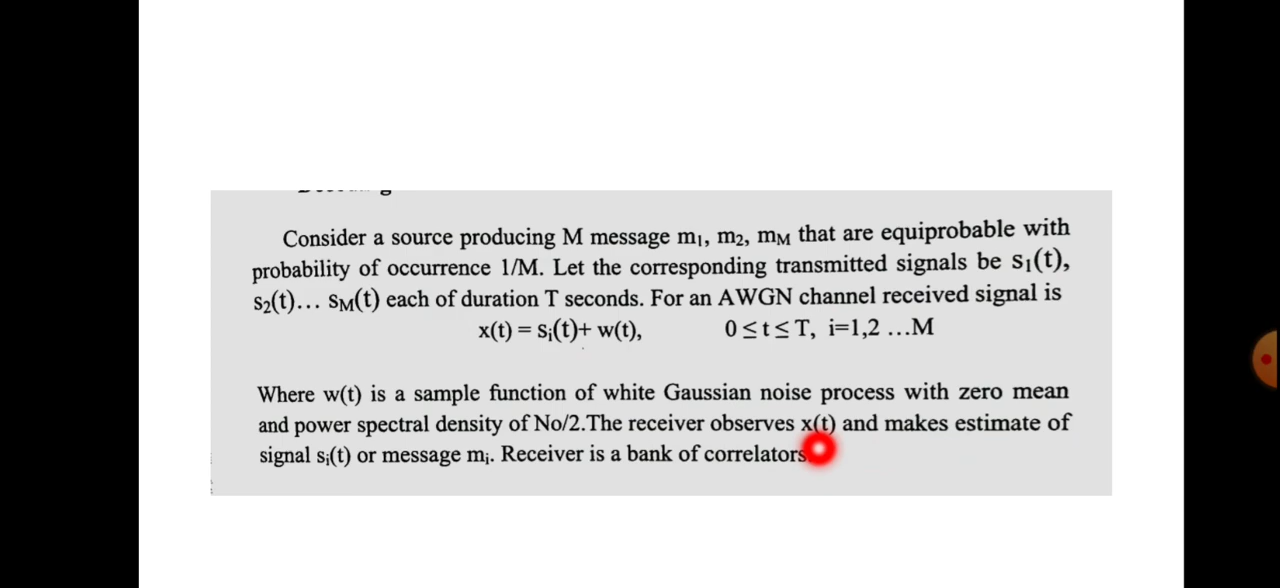 Consider a source producing M message m₁, m₂, mM that are equiprobable with
probability of occurrence 1/M. Let the corresponding transmitted signals be s₁(t),
s₂(t)... sM(t) each of duration T seconds. For an AWGN channel received signal is
x(t) = sᵢ(t)+ w(t), 0 ≤ t ≤ T, i=1,2 ...M
Where w(t) is a sample function of white Gaussian noise process with zero mean
and power spectral density of No/2.The receiver observes x(t) and makes estimate of
signal sᵢ(t) or message mᵢ. Receiver is a bank of correlators